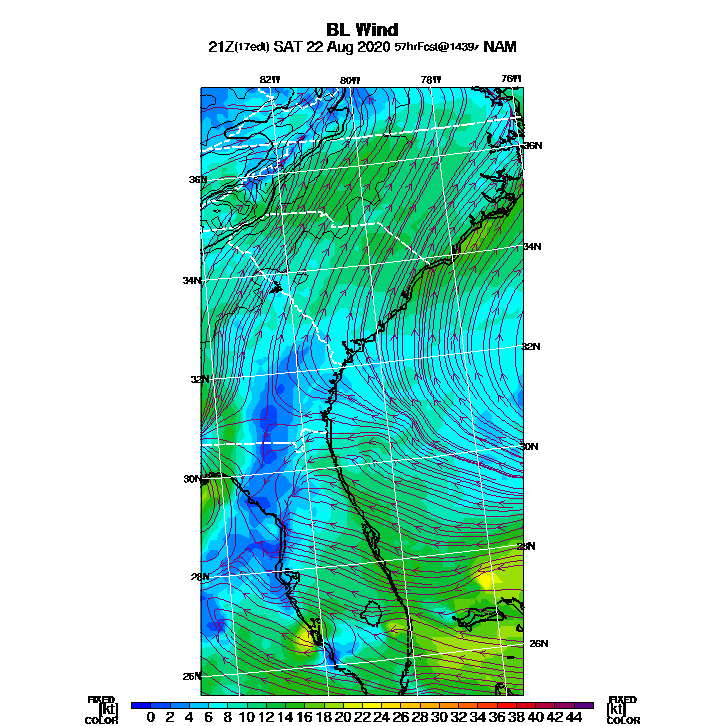 BL Wind
21Z(17edt) SAT 22 Aug 2020 57hrFcst@1439z NAM
82W 80W 78W 76W
36N
36N
34N
34N
32N
32N
30N
30N
28N
28N
26N
26N
FIXED FIXED
[kt] 0 2 4 6 8 10 12 14 16 18 20 22 24 26 28 30 32 34 36 38 40 42 44 [kt]
COLOR COLOR